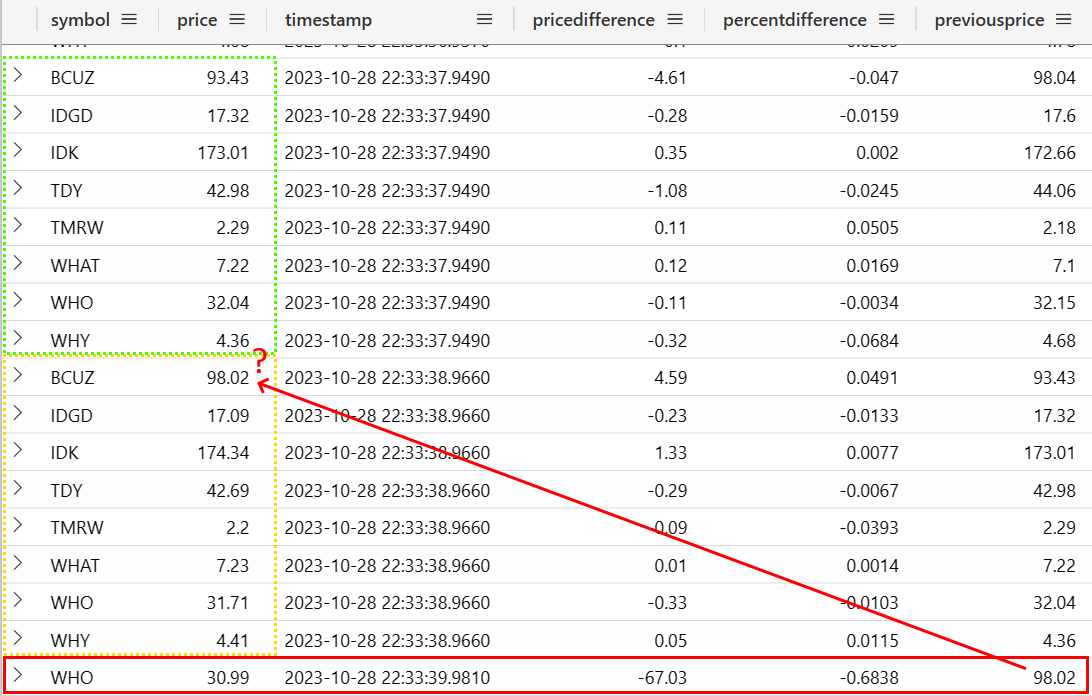 symbol price timestamp pricedifference percentdifference previousprice
BCUZ 93.43 2023-10-28 22:33:37.9490 -4.61 -0.047 98.04
IDGD 17.32 2023-10-28 22:33:37.9490 -0.28 -0.0159 17.6
IDK 173.01 2023-10-28 22:33:37.9490 0.35 0.002 172.66
TDY 42.98 2023-10-28 22:33:37.9490 -1.08 -0.0245 44.06
TMRW 2.29 2023-10-28 22:33:37.9490 0.11 0.0505 2.18
WHAT 7.22 2023-10-28 22:33:37.9490 0.12 0.0169 7.1
WHO 32.04 2023-10-28 22:33:37.9490 -0.11 -0.0034 32.15
WHY 4.36 2023-10-28 22:33:37.9490 -0.32 -0.0684 4.68
?
BCUZ 98.02 2023-10-28 22:33:38.9660 4.59 0.0491 93.43
IDGD 17.09 2023-10-28 22:33:38.9660 -0.23 -0.0133 17.32
IDK 174.34 2023-10-28 22:33:38.9660 1.33 0.0077 173.01
TDY 42.69 2023-10-28 22:33:38.9660 -0.29 -0.0067 42.98
TMRW 2.2 2023-10-28 22:33:38.9660 -0.09 -0.0393 2.29
WHAT 7.23 2023-10-28 22:33:38.9660 0.01 0.0014 7.22
WHO 31.71 2023-10-28 22:33:38.9660 -0.33 -0.0103 32.04
WHY 4.41 2023-10-28 22:33:38.9660 0.05 0.0115 4.36
WHO 30.99 2023-10-28 22:33:39.9810 -67.03 -0.6838 98.02